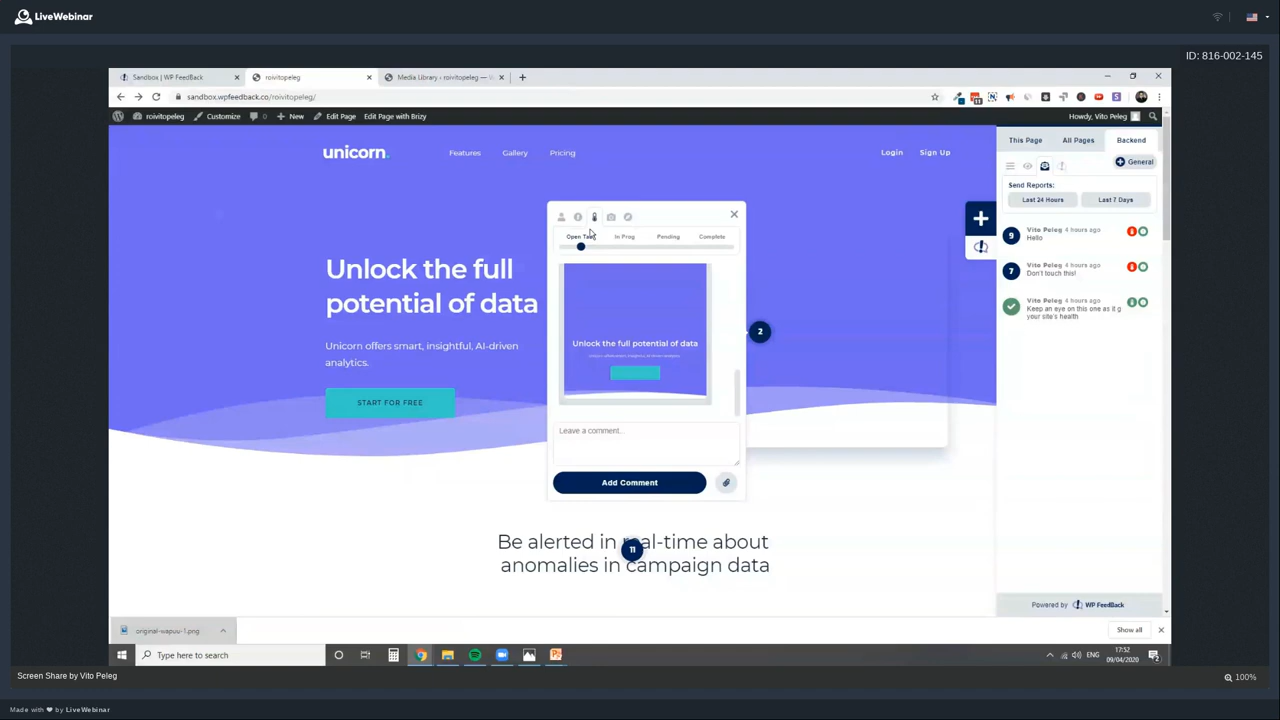 LiveWebinar
ID: 816-002-145
Sandbox | WP FeedBack
roivitopeleg
Media Library ‹ roivitopeleg — W
sandbox.wpfeedback.co/roivitopeleg/
roivitopeleg
Customize
0
New
Edit Page
Edit Page with Brizy
Howdy, Vito Peleg
unicorn.
Features
Gallery
Pricing
Login
Sign Up
This Page
All Pages
Backend
General
Send Reports:
Last 24 Hours
Last 7 Days
9
Vito Peleg 4 hours ago
Hello
7
Vito Peleg 4 hours ago
Don't touch this!
Vito Peleg 4 hours ago
Keep an eye on this one as it g
your site's health
Open Task
In Prog
Pending
Complete
Unlock the full
potential of data
Unicorn offers smart, insightful, AI-driven
analytics.
START FOR FREE
Unlock the full potential of data
2
Leave a comment...
Add Comment
Be alerted in real-time about
anomalies in campaign data
11
Powered by WP FeedBack
original-wapuu-1.png
Show all
Type here to search
ENG
17:52
09/04/2020
2
Screen Share by Vito Peleg
100%
Made with ❤ by LiveWebinar